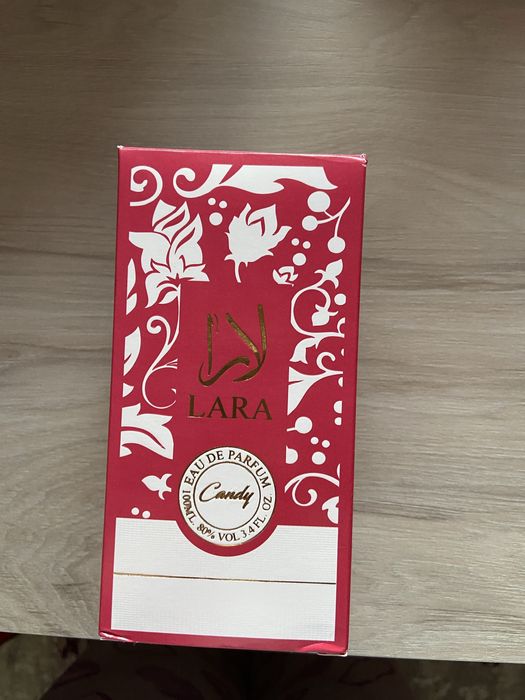 لارا
LARA
EAU DE PARFUM
Candy
100ML. 80% VOL 3.4 FL. OZ.